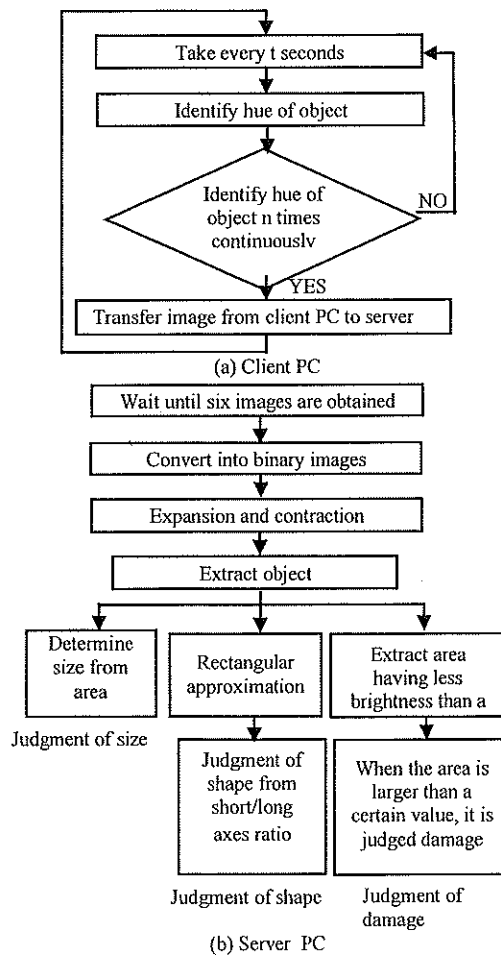 Take every t seconds
Identify hue of object
Identify hue of
object n times
continuouslv
NO
YES
Transfer image from client PC to server
(a) Client PC
Wait until six images are obtained
Convert into binary images
Expansion and contraction
Extract object
Determine
size from
area
Judgment of size
Rectangular
approximation
Judgment of
shape from
short/long
axes ratio
Judgment of shape
Extract area
having less
brightness than a
When the area is
larger than a
certain value, it is
judged damage
Judgment of
damage
(b) Server PC